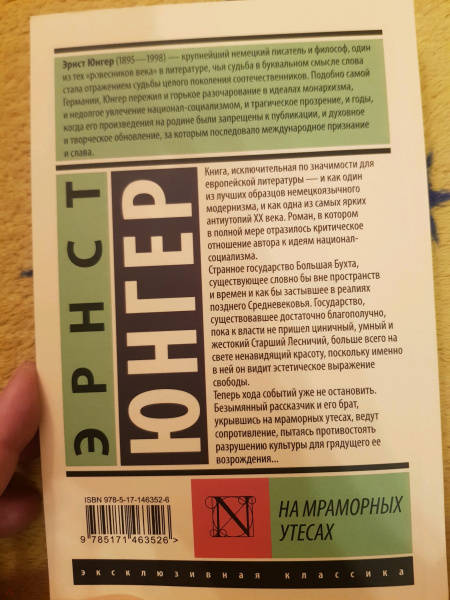 Эрнст Юнгер (1895—1998) — крупнейший немецкий писатель и философ, один
из тех «ровесников века» в литературе, чья судьба в буквальном смысле слова
стала отражением судьбы целого поколения соотечественников. Подобно самой
Германии, Юнгер пережил и горькое разочарование в идеалах монархизма,
и недолгое увлечение национал-социализмом, и трагическое прозрение, и годы,
когда его произведения на родине были запрещены к публикации, и духовное
и творческое обновление, за которым последовало международное признание
и слава.
ЭРНСТ
ЮНГЕР
Книга, исключительная по значимости для
европейской литературы — и как один
из лучших образцов немецкоязычного
модернизма, и как одна из самых ярких
антиутопий XX века. Роман, в котором
в полной мере отразилось критическое
отношение автора к идеям национал-
социализма.
Странное государство Большая Бухта,
существующее словно бы вне пространств
и времен и как бы застывшее в реалиях
позднего Средневековья. Государство,
существовавшее достаточно благополучно,
пока к власти не пришел циничный, умный и
жестокий Старший Лесничий, больше всего на
свете ненавидящий красоту, поскольку именно
в ней он видит эстетическое выражение
свободы.
Теперь хода событий уже не остановить.
Безымянный рассказчик и его брат,
укрывшись на мраморных утесах, ведут
сопротивление, пытаясь противостоять
разрушению культуры для грядущего ее
возрождения...
ISBN 978-5-17-146352-6
9 785171 463526 >
N
НА МРАМОРНЫХ
УТЕСАХ
эксклюзивная классика